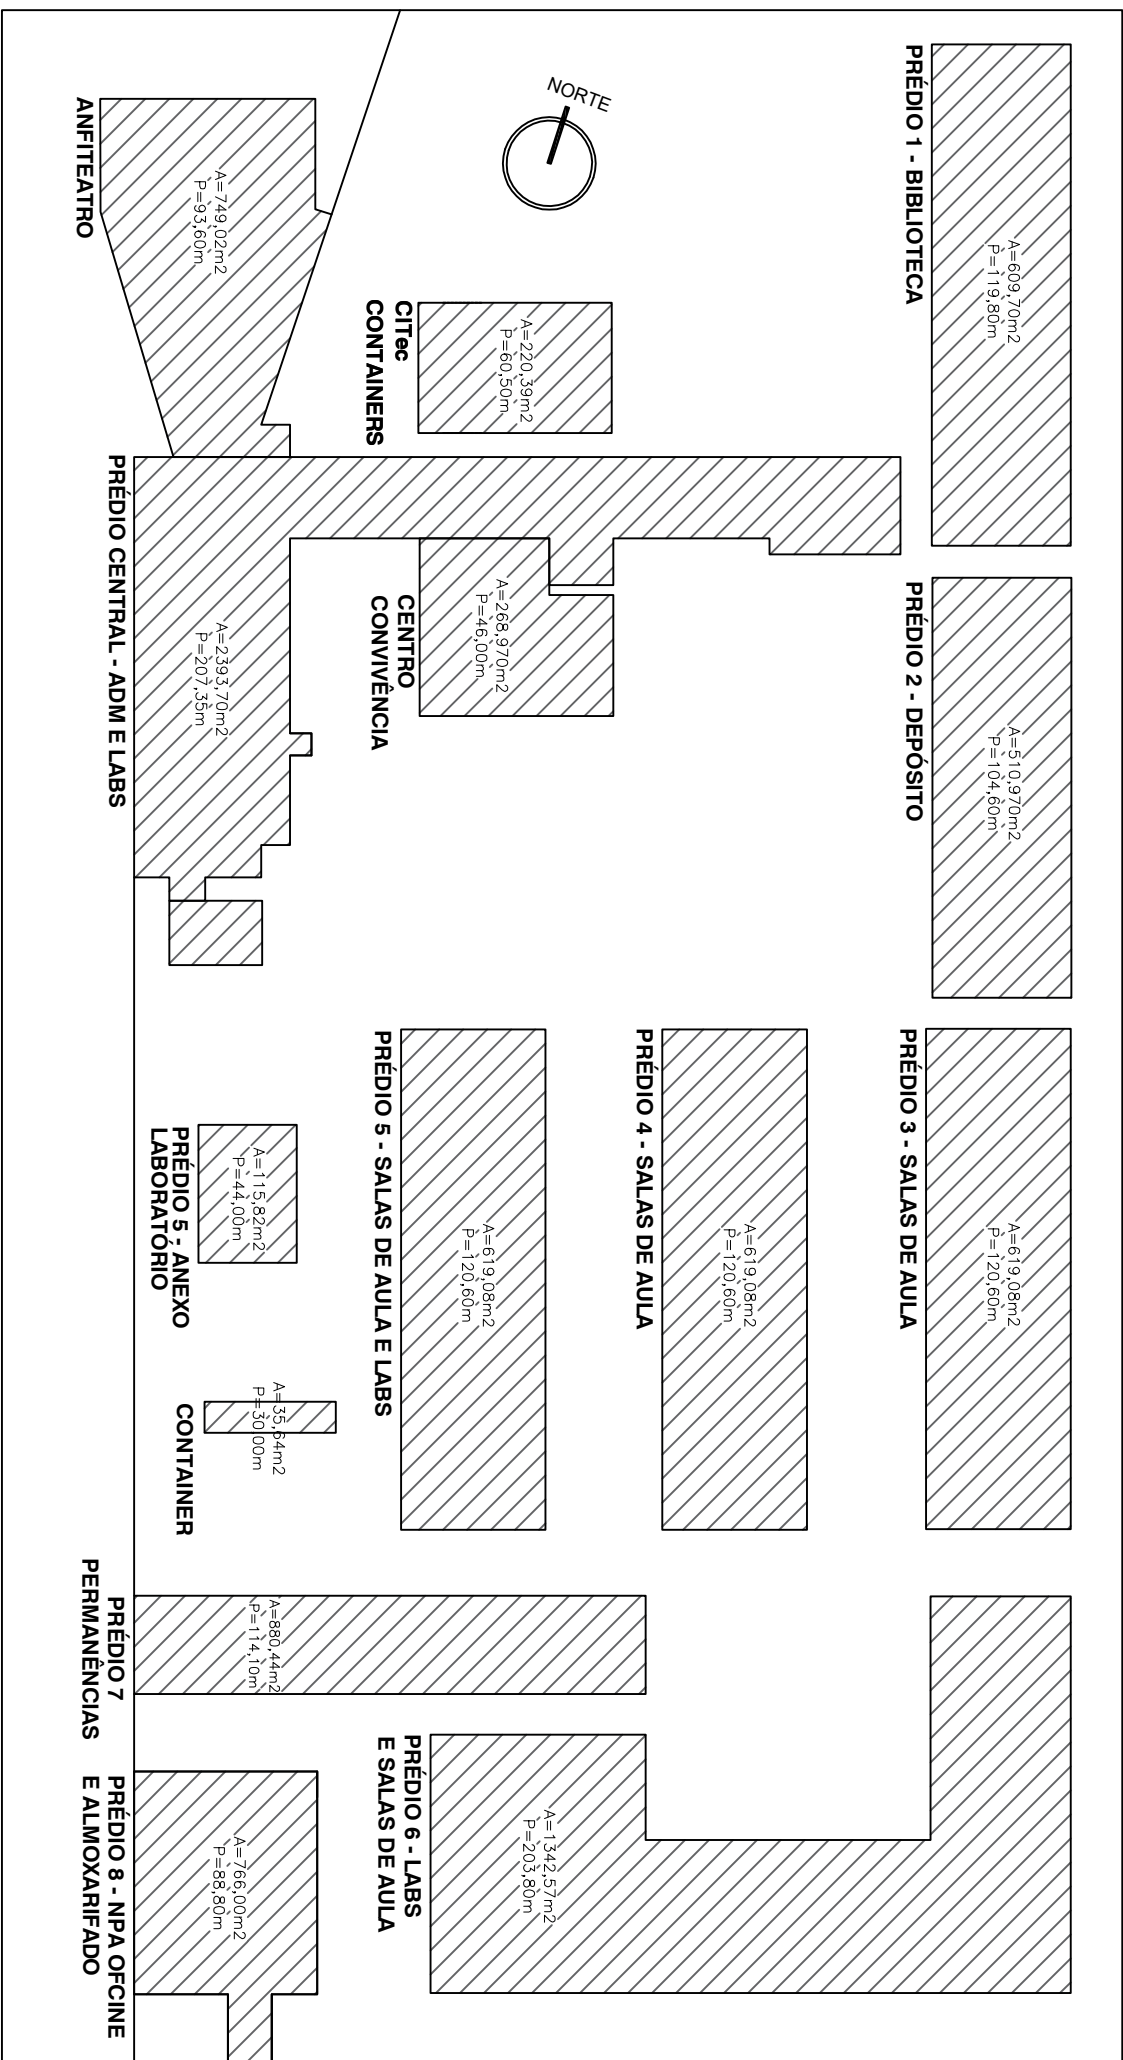 PRÉDIO 1 - BIBLIOTECA
A=609,70m2
P=119,80m
PRÉDIO 2 - DEPÓSITO
A=510,970m2
P=104,60m
PRÉDIO 3 - SALAS DE AULA
A=619,08m2
P=120,60m
NORTE
CITec
CONTAINERS
A=220,39m2
P=60,50m
CENTRO
CONVIVÊNCIA
A=268,970m2
P=46,00m
PRÉDIO 4 - SALAS DE AULA
A=619,08m2
P=120,60m
PRÉDIO 5 - SALAS DE AULA E LABS
A=619,08m2
P=120,60m
PRÉDIO 6 - LABS
E SALAS DE AULA
A=1342,57m2
P=203,80m
ANFITEATRO
A=749,02m2
P=93,60m
PRÉDIO CENTRAL - ADM E LABS
A=2393,70m2
P=207,35m
PRÉDIO 5 - ANEXO
LABORATÓRIO
A=115,82m2
P=44,00m
CONTAINER
A=35,64m2
P=30,00m
PRÉDIO 7
PERMANÊNCIAS
A=880,44m2
P=114,10m
PRÉDIO 8 - NPA OFCINE
E ALMOXARIFADO
A=766,00m2
P=88,80m